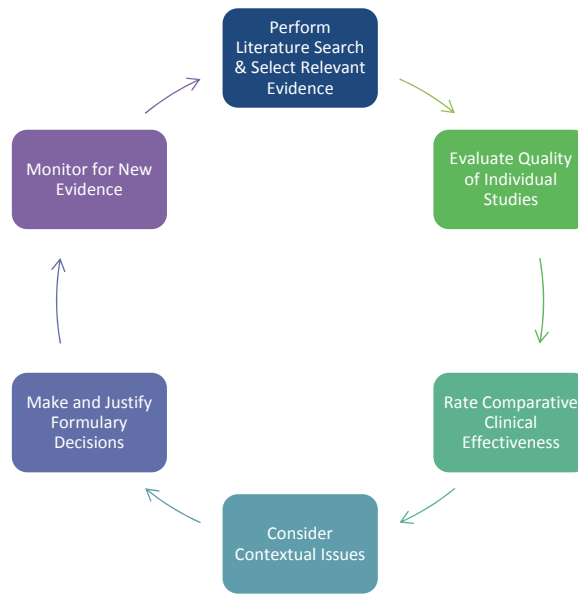 Perform
Literature Search
& Select Relevant
Evidence
Evaluate Quality
of Individual
Studies
Rate Comparative
Clinical
Effectiveness
Consider
Contextual Issues
Make and Justify
Formulary
Decisions
Monitor for New
Evidence